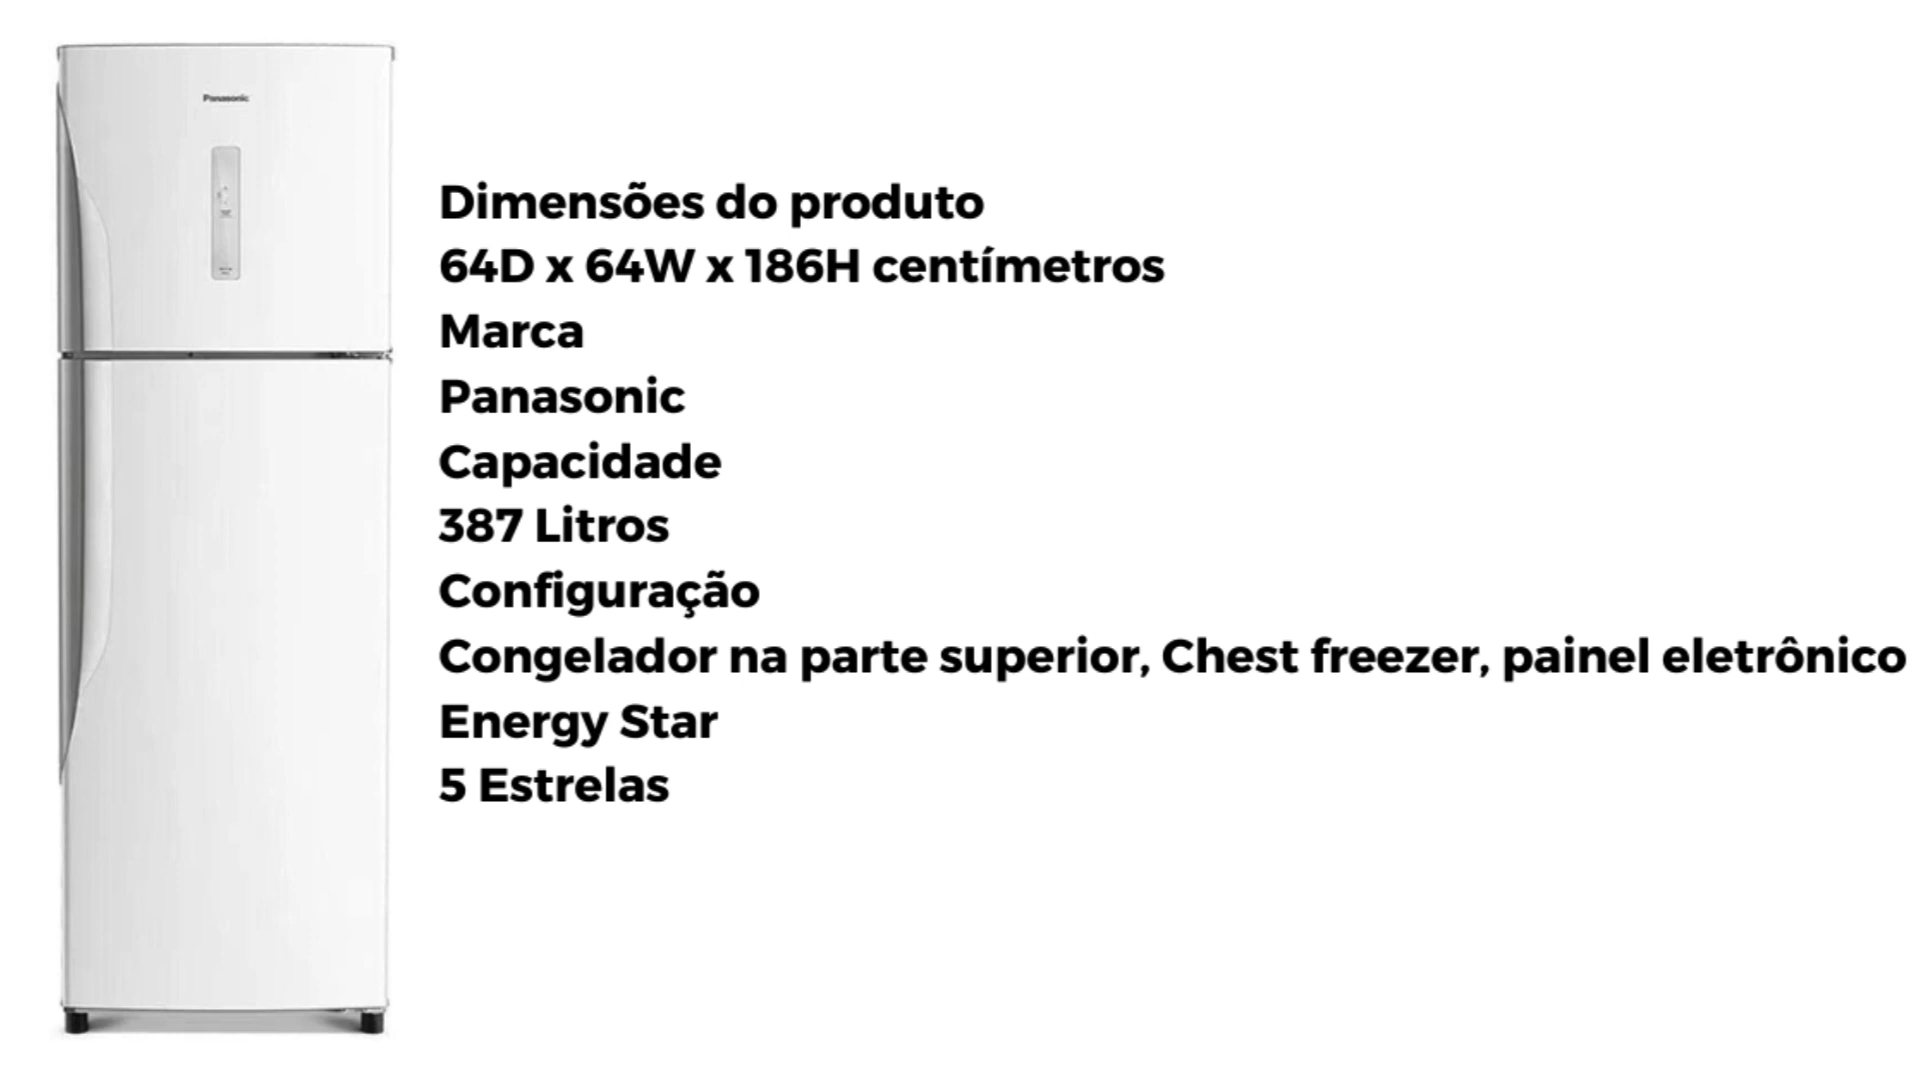 Panasonic
Dimensões do produto
64D x 64W x 186H centímetros
Marca
Panasonic
Capacidade
387 Litros
Configuração
Congelador na parte superior, Chest freezer, painel eletrônico
Energy Star
5 Estrelas